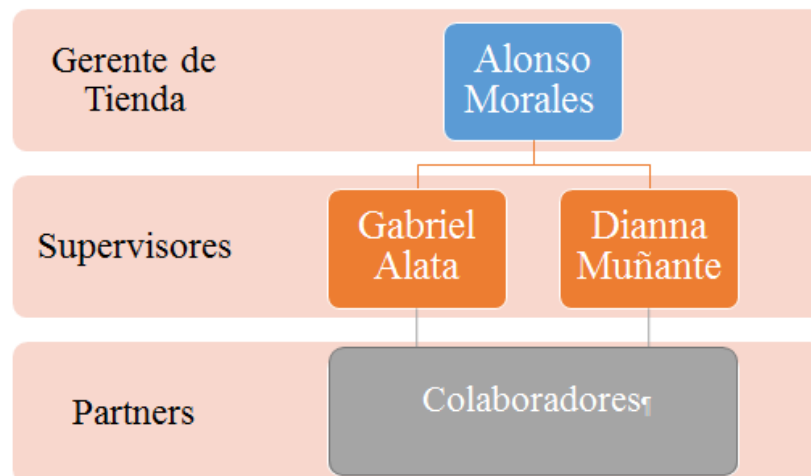 Gerente de
Tienda
Alonso
Morales
Supervisores
Gabriel
Alata
Dianna
Muñante
Partners
Colaboradores¶